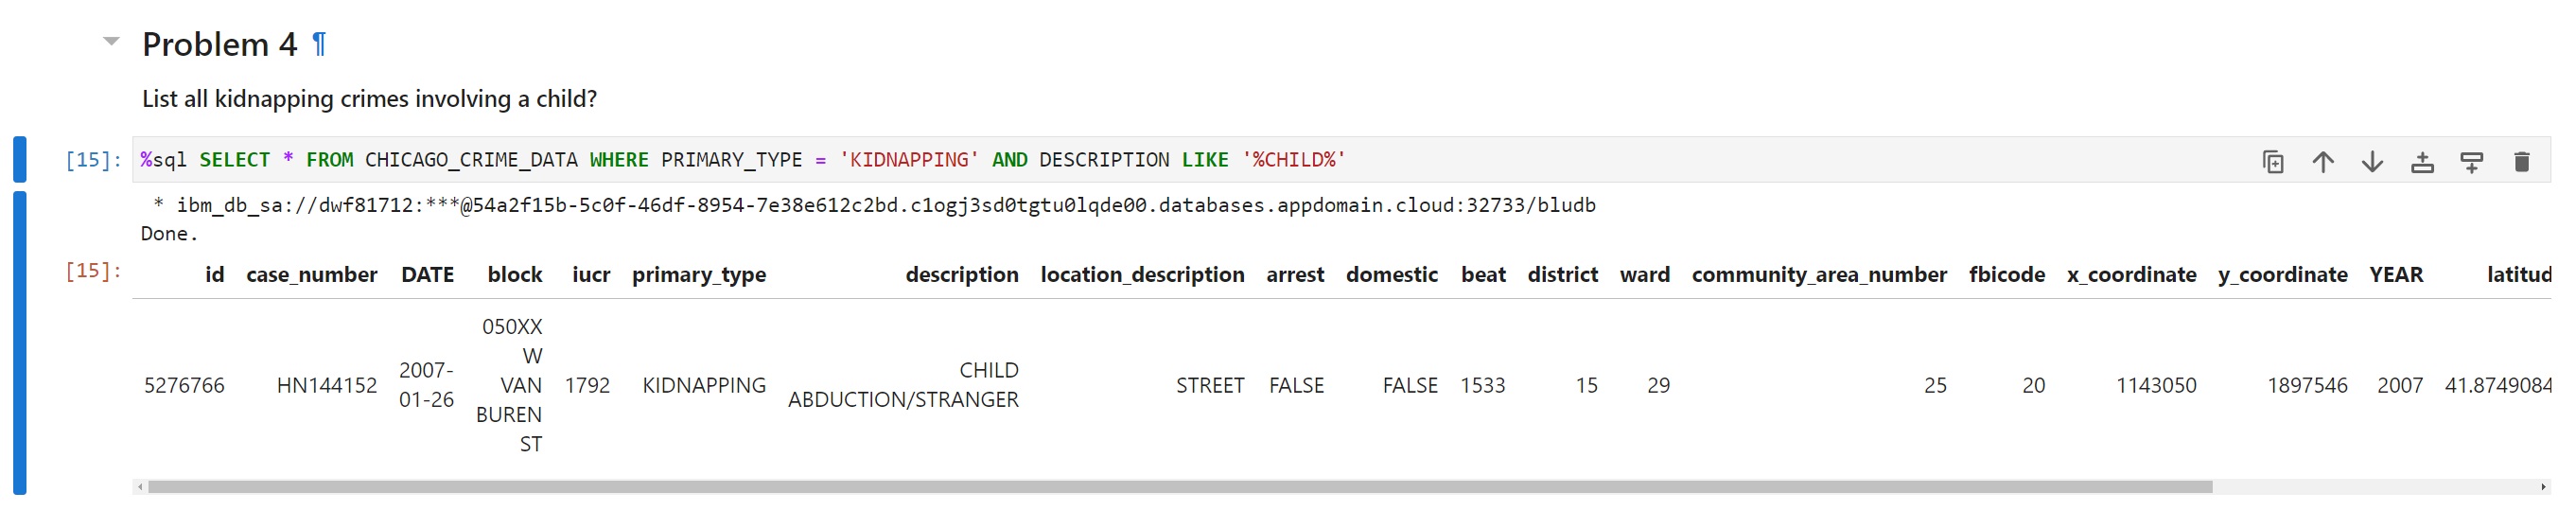 Problem 4 ¶
List all kidnapping crimes involving a child?
[15]: %sql SELECT * FROM CHICAGO_CRIME_DATA WHERE PRIMARY_TYPE = 'KIDNAPPING' AND DESCRIPTION LIKE '%CHILD%'
* ibm_db_sa://dwf81712:***@54a2f15b-5c0f-46df-8954-7e38e612c2bd.c1ogj3sd0tgtu0lqde00.databases.appdomain.cloud:32733/bludb
Done.
[15]: id case_number DATE block iucr primary_type description location_description arrest domestic beat district ward community_area_number fbicode x_coordinate y_coordinate YEAR latitud
5276766 HN144152 2007-01-26 050XX W VAN BUREN ST 1792 KIDNAPPING CHILD ABDUCTION/STRANGER STREET FALSE FALSE 1533 15 29 25 20 1143050 1897546 2007 41.8749084